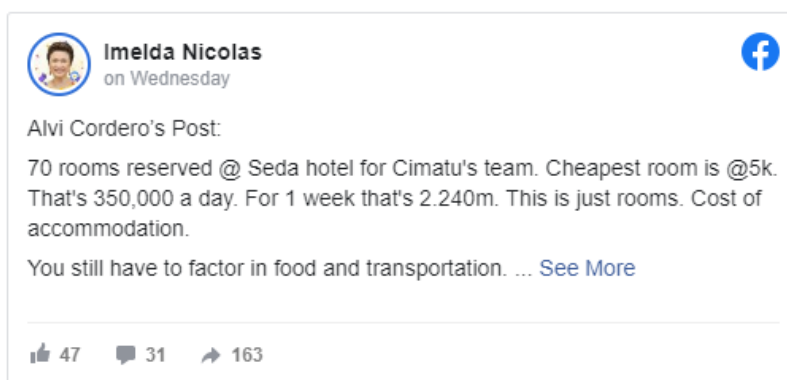 Imelda Nicolas
on Wednesday
Alvi Cordero's Post:
70 rooms reserved @ Seda hotel for Cimatu's team. Cheapest room is @5k.
That's 350,000 a day. For 1 week that's 2.240m. This is just rooms. Cost of
accommodation.
You still have to factor in food and transportation. ... See More
47 31 163